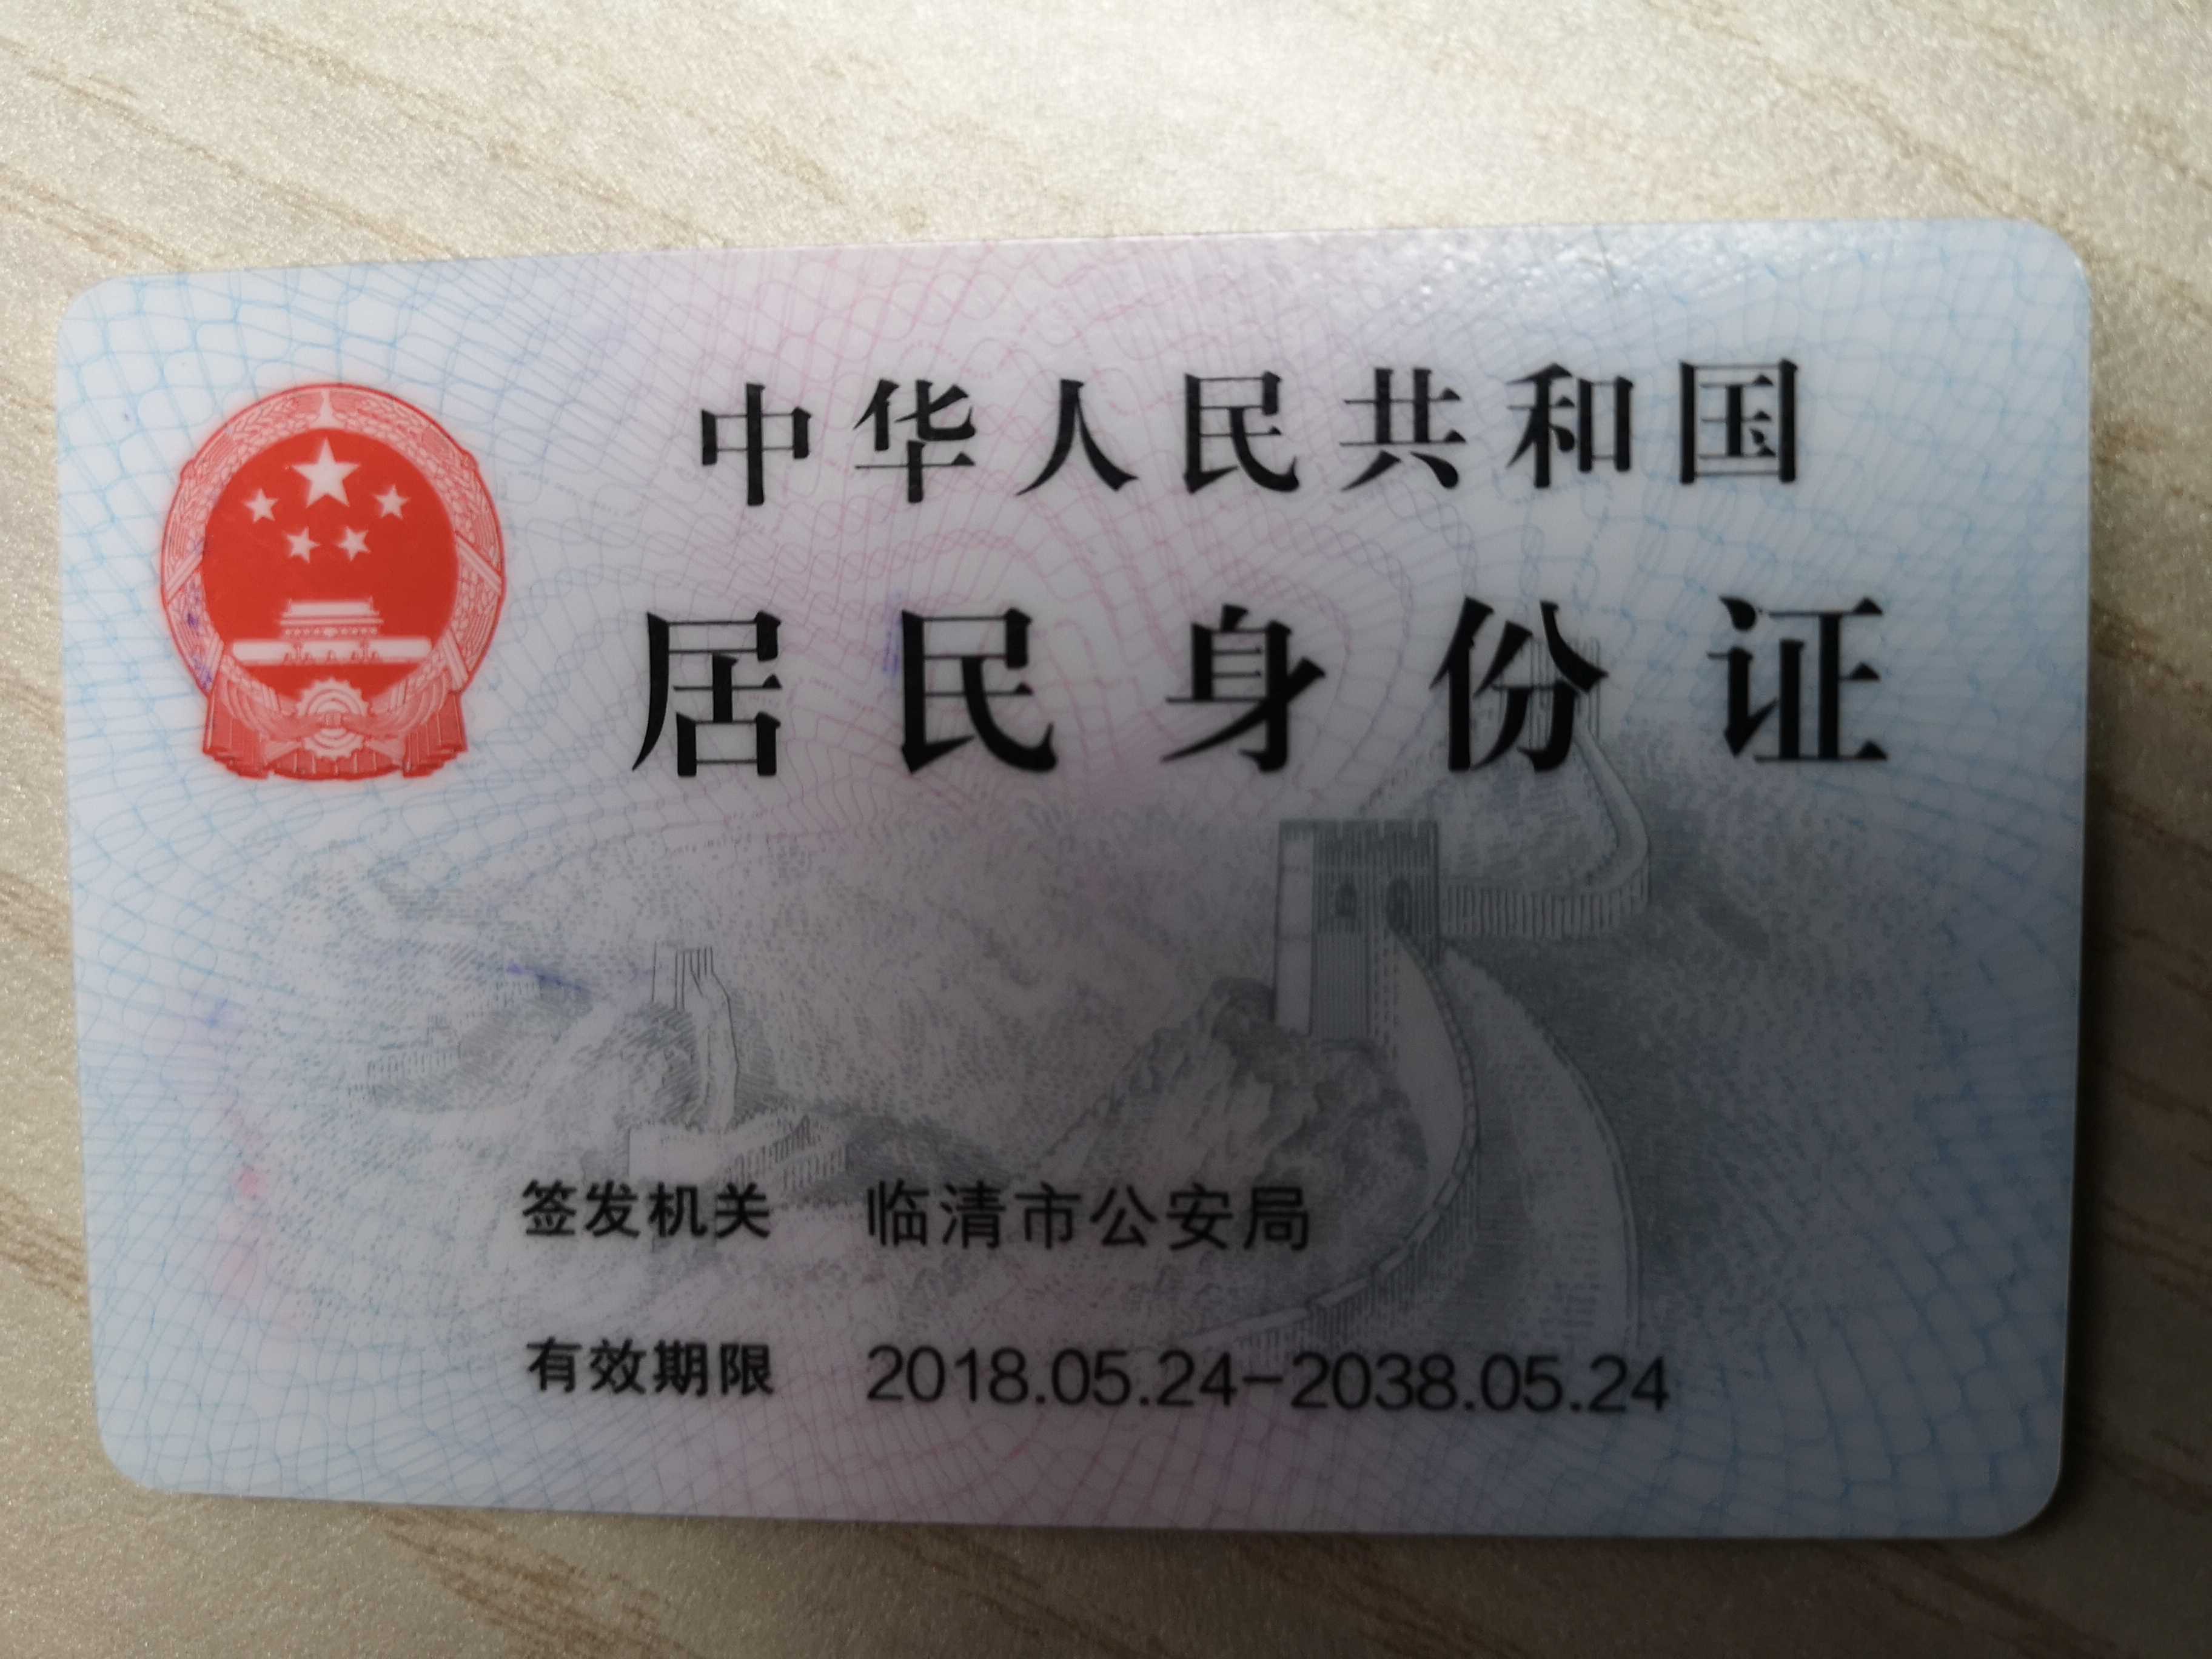 中华人民共和国
居民身份证
签发机关 临清市公安局
有效期限 2018.05.24-2038.05.24